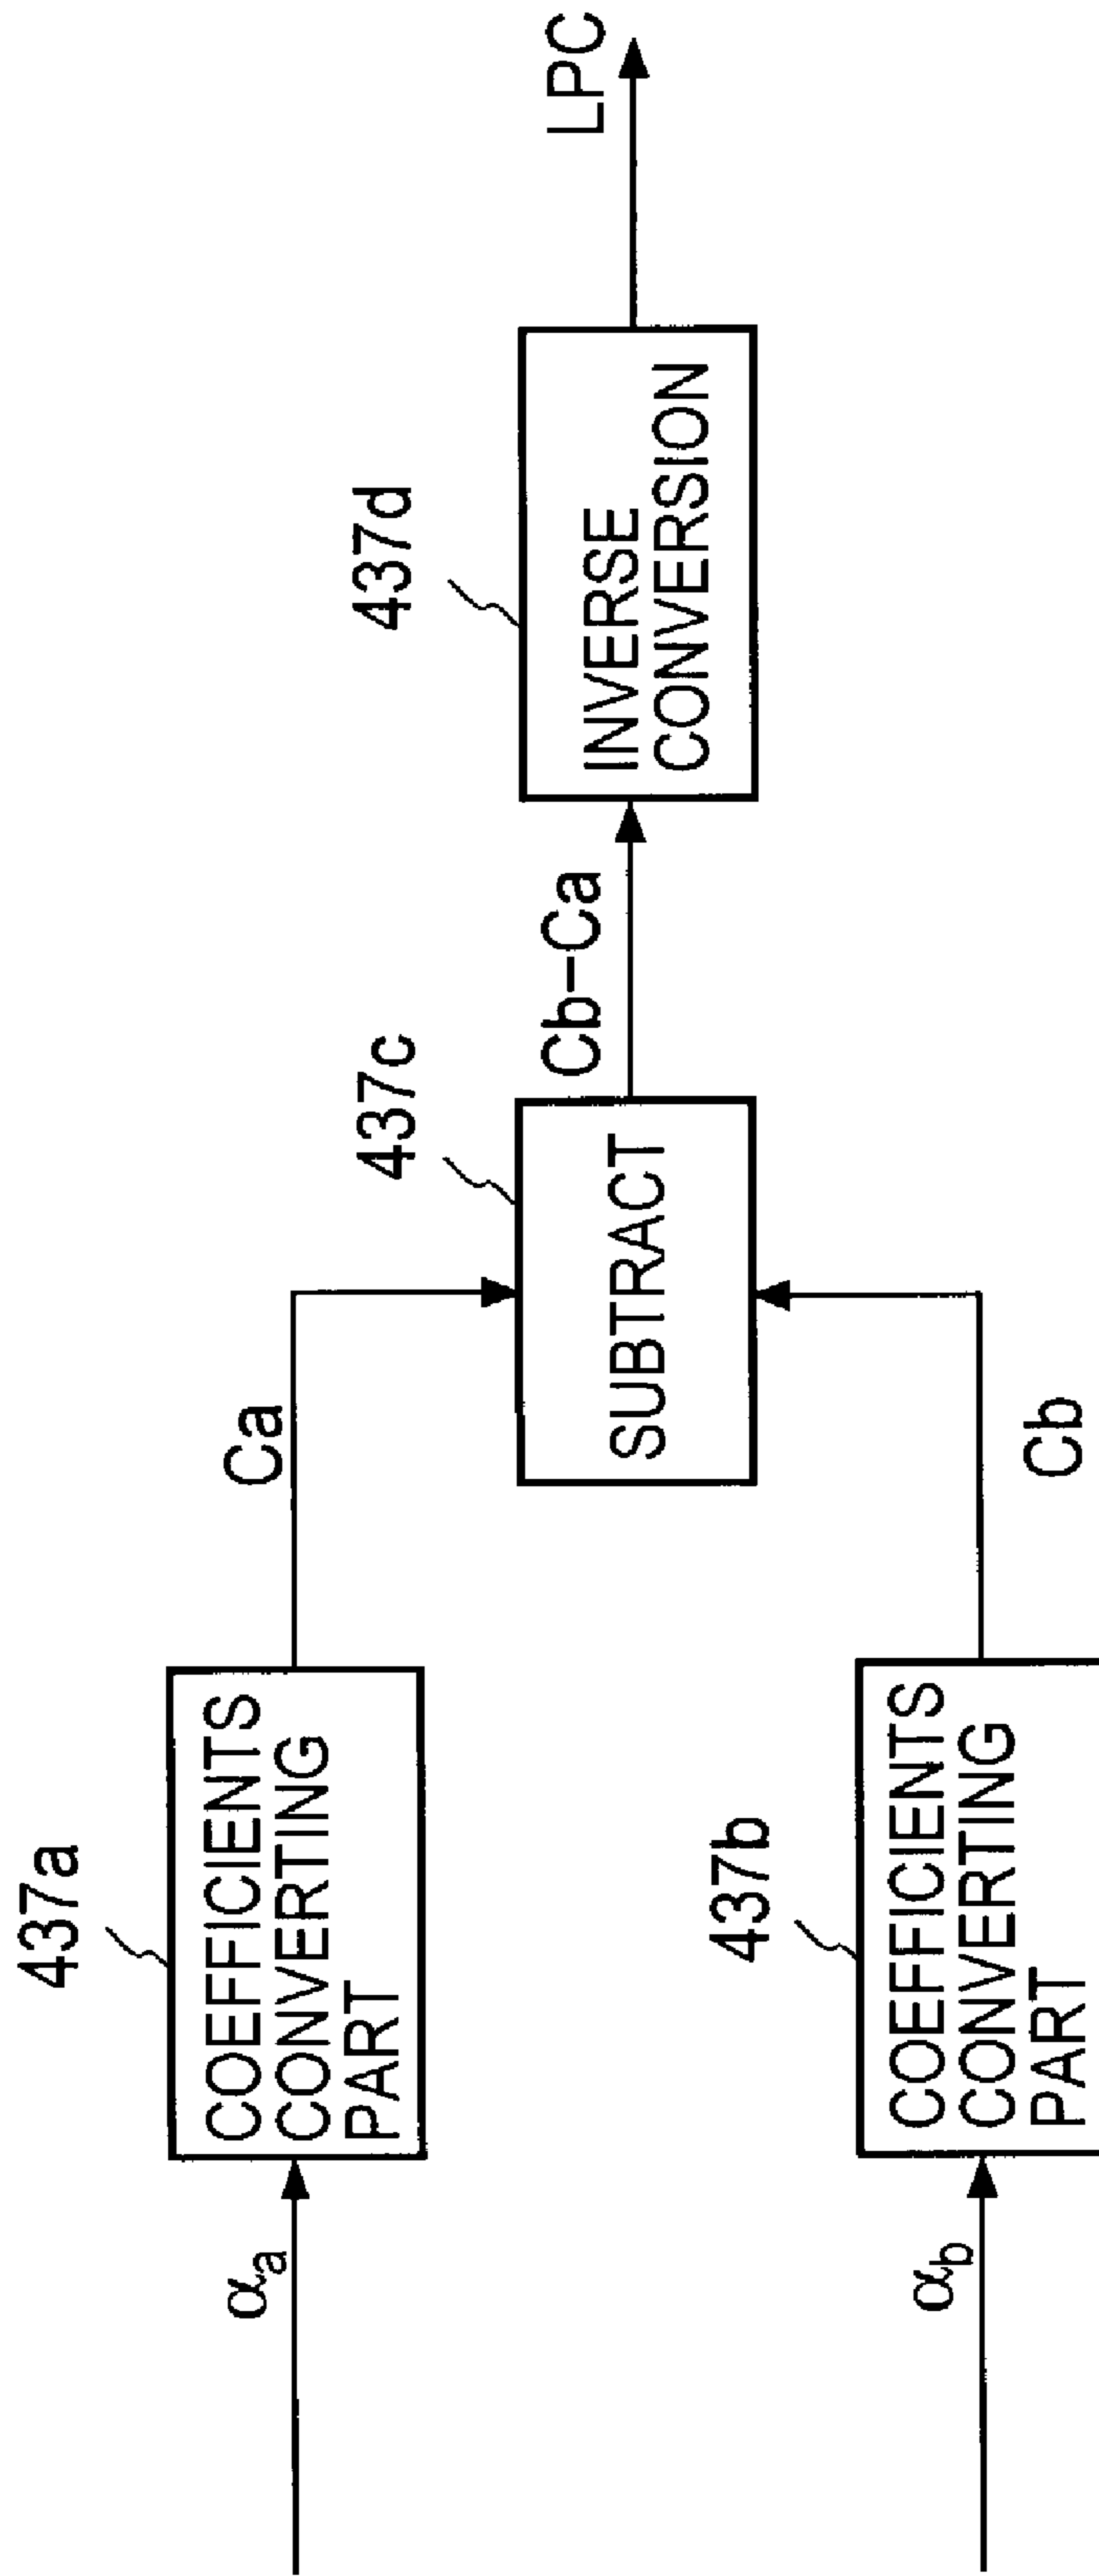 437a
αa
COEFFICIENTS
CONVERTING
PART
Ca
437b
αb
COEFFICIENTS
CONVERTING
PART
Cb
437c
SUBTRACT
Cb-Ca
437d
INVERSE
CONVERSION
LPC